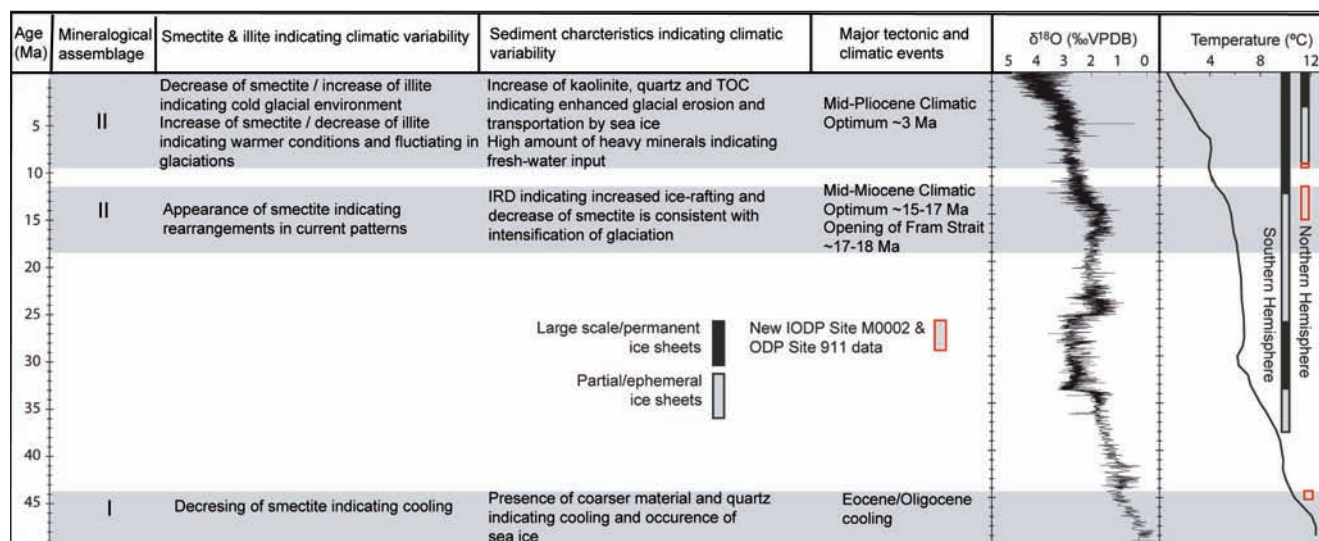 Age
(Ma)
Mineralogical
assemblage
Smectite & illite indicating climatic variability
Sediment charcteristics indicating climatic
variability
Major tectonic and
climatic events
δ18O (‰VPDB)
5 4 3 2 1 0
Temperature (ºC)
4 8 12
5
10
15
20
25
30
35
40
45
II
Decrease of smectite / increase of illite
indicating cold glacial environment
Increase of smectite / decrease of illite
indicating warmer conditions and fluctiating in
glaciations
Increase of kaolinite, quartz and TOC
indicating enhanced glacial erosion and
transportation by sea ice
High amount of heavy minerals indicating
fresh-water input
Mid-Pliocene Climatic
Optimum ~3 Ma
II
Appearance of smectite indicating
rearrangements in current patterns
IRD indicating increased ice-rafting and
decrease of smectite is consistent with
intensification of glaciation
Mid-Miocene Climatic
Optimum ~15-17 Ma
Opening of Fram Strait
~17-18 Ma
Large scale/permanent
ice sheets
Partial/ephemeral
ice sheets
New IODP Site M0002 &
ODP Site 911 data
Southern Hemisphere
Northern Hemisphere
I
Decresing of smectite indicating cooling
Presence of coarser material and quartz
indicating cooling and occurence of
sea ice
Eocene/Oligocene
cooling